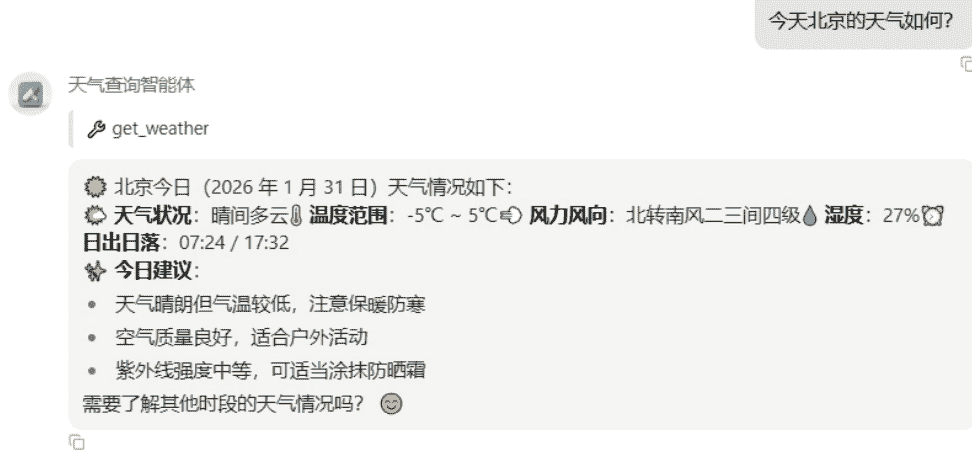 今天北京的天气如何?
天气查询智能体
get_weather
北京今日（2026 年 1 月 31 日）天气情况如下：
天气状况：晴间多云 温度范围：-5℃ ~ 5℃ 风力风向：北转南风二三间四级 湿度：27%
日出日落：07:24 / 17:32
今日建议：
• 天气晴朗但气温较低，注意保暖防寒
• 空气质量良好，适合户外活动
• 紫外线强度中等，可适当涂抹防晒霜
需要了解其他时段的天气情况吗？